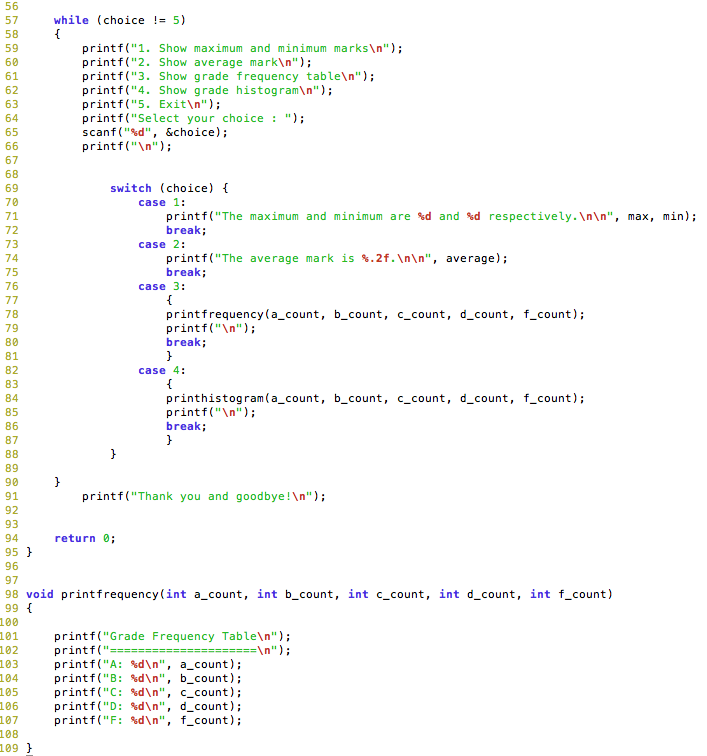 56
57 while (choice != 5)
58 {
59 printf("1. Show maximum and minimum marks\n");
60 printf("2. Show average mark\n");
61 printf("3. Show grade frequency table\n");
62 printf("4. Show grade histogram\n");
63 printf("5. Exit\n");
64 printf("Select your choice : ");
65 scanf("%d", &choice);
66 printf("\n");
67
68
69 switch (choice) {
70 case 1:
71 printf("The maximum and minimum are %d and %d respectively.\n\n", max, min);
72 break;
73 case 2:
74 printf("The average mark is %.2f.\n\n", average);
75 break;
76 case 3:
77 {
78 printfrequency(a_count, b_count, c_count, d_count, f_count);
79 printf("\n");
80 break;
81 }
82 case 4:
83 {
84 printhistogram(a_count, b_count, c_count, d_count, f_count);
85 printf("\n");
86 break;
87 }
88 }
89
90 }
91 printf("Thank you and goodbye!\n");
92
93
94 return 0;
95 }
96
97
98 void printfrequency(int a_count, int b_count, int c_count, int d_count, int f_count)
99 {
100
101 printf("Grade Frequency Table\n");
102 printf("=====================\n");
103 printf("A: %d\n", a_count);
104 printf("B: %d\n", b_count);
105 printf("C: %d\n", c_count);
106 printf("D: %d\n", d_count);
107 printf("F: %d\n", f_count);
108
109 }